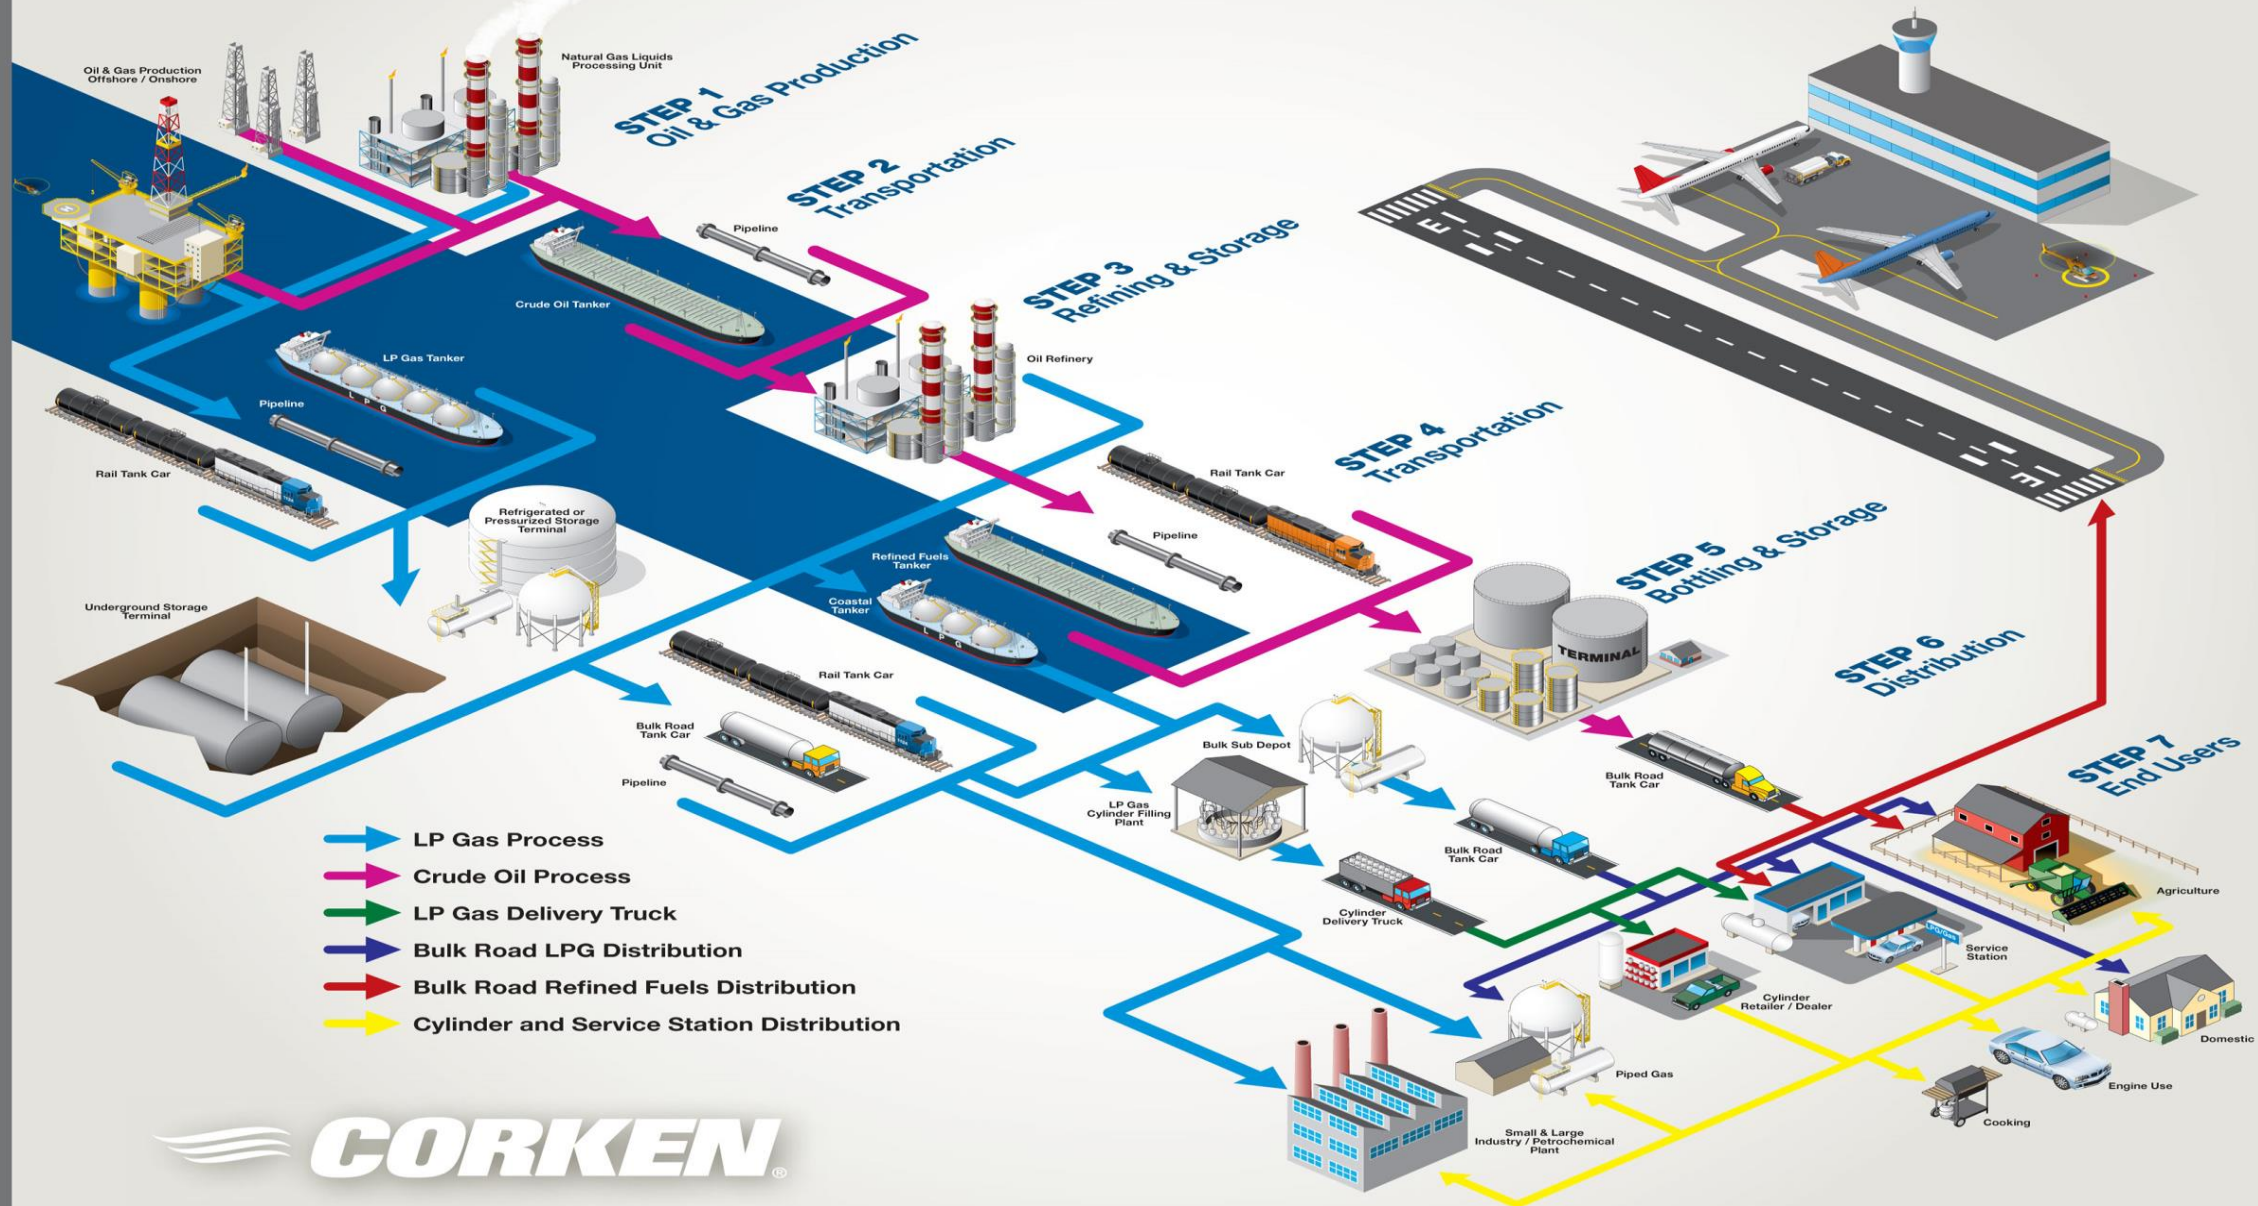 Oil & Gas Production
Offshore / Onshore
Natural Gas Liquids
Processing Unit
STEP 1
Oil & Gas Production
STEP 2
Transportation
Pipeline
Crude Oil Tanker
STEP 3
Refining & Storage
Oil Refinery
LP Gas Tanker
L P G
Pipeline
Rail Tank Car
Refrigerated or
Pressurized Storage
Terminal
Underground Storage
Terminal
STEP 4
Transportation
Rail Tank Car
Pipeline
Refined Fuels
Tanker
Coastal
Tanker
L P G
Rail Tank Car
Bulk Road
Tank Car
Pipeline
STEP 5
Bottling & Storage
TERMINAL
Bulk Sub Depot
LP Gas
Cylinder Filling
Plant
Bulk Road
Tank Car
Bulk Road
Tank Car
Cylinder
Delivery Truck
STEP 6
Distribution
STEP 7
End Users
Agriculture
LPG/Gas
Service
Station
Cylinder
Retailer / Dealer
Domestic
Engine Use
Cooking
Piped Gas
Small & Large
Industry / Petrochemical
Plant
LP Gas Process
Crude Oil Process
LP Gas Delivery Truck
Bulk Road LPG Distribution
Bulk Road Refined Fuels Distribution
Cylinder and Service Station Distribution
CORKEN®